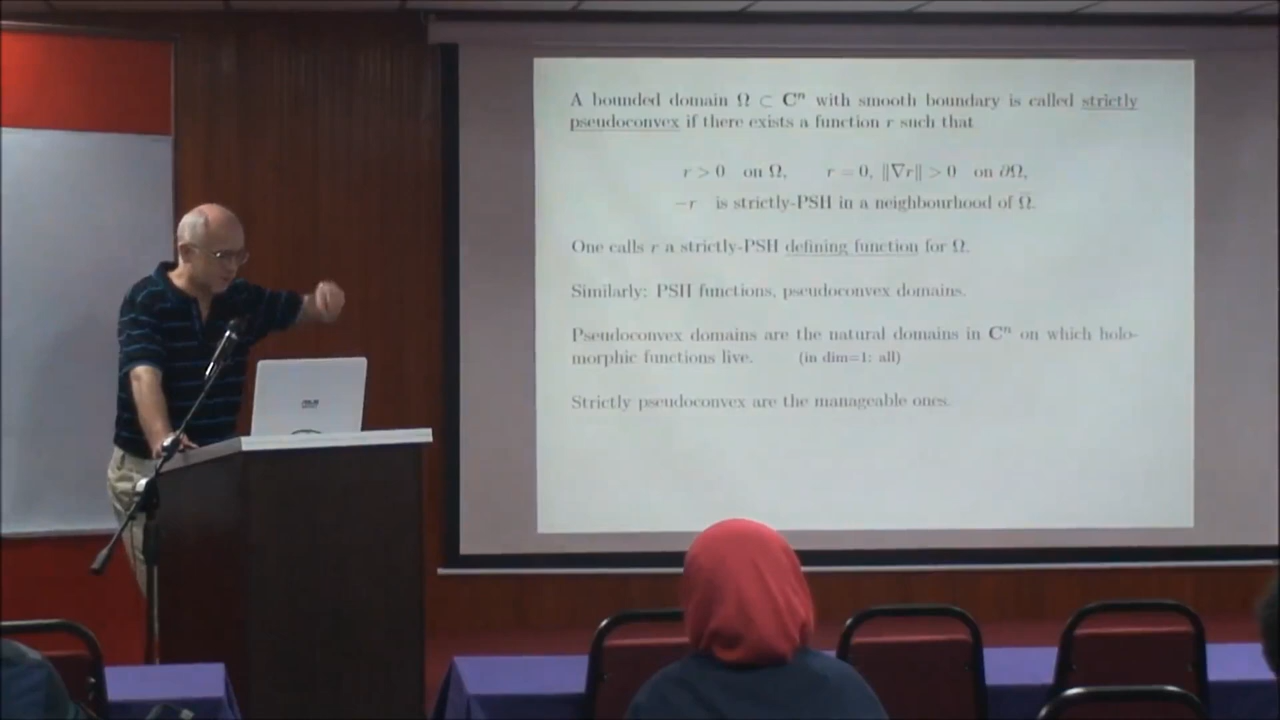 A bounded domain Ω ⊂ Cⁿ with smooth boundary is called strictly
pseudoconvex if there exists a function r such that
r > 0 on Ω, r = 0, ‖∇r‖ > 0 on ∂Ω,
−r is strictly-PSH in a neighbourhood of Ω̅.
One calls r a strictly-PSH defining function for Ω.
Similarly: PSH functions, pseudoconvex domains.
Pseudoconvex domains are the natural domains in Cⁿ on which holo-
morphic functions live. (in dim=1: all)
Strictly pseudoconvex are the manageable ones.
ASUS